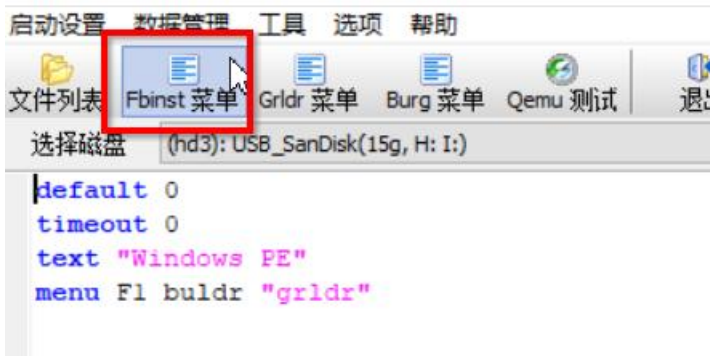 启动设置 数据管理 工具 选项 帮助
文件列表 Fbinst 菜单 Grldr 菜单 Burg 菜单 Qemu 测试
选择磁盘 (hd3): USB_SanDisk(15g, H: I:)
default 0
timeout 0
text "Windows PE"
menu F1 buldr "grldr"